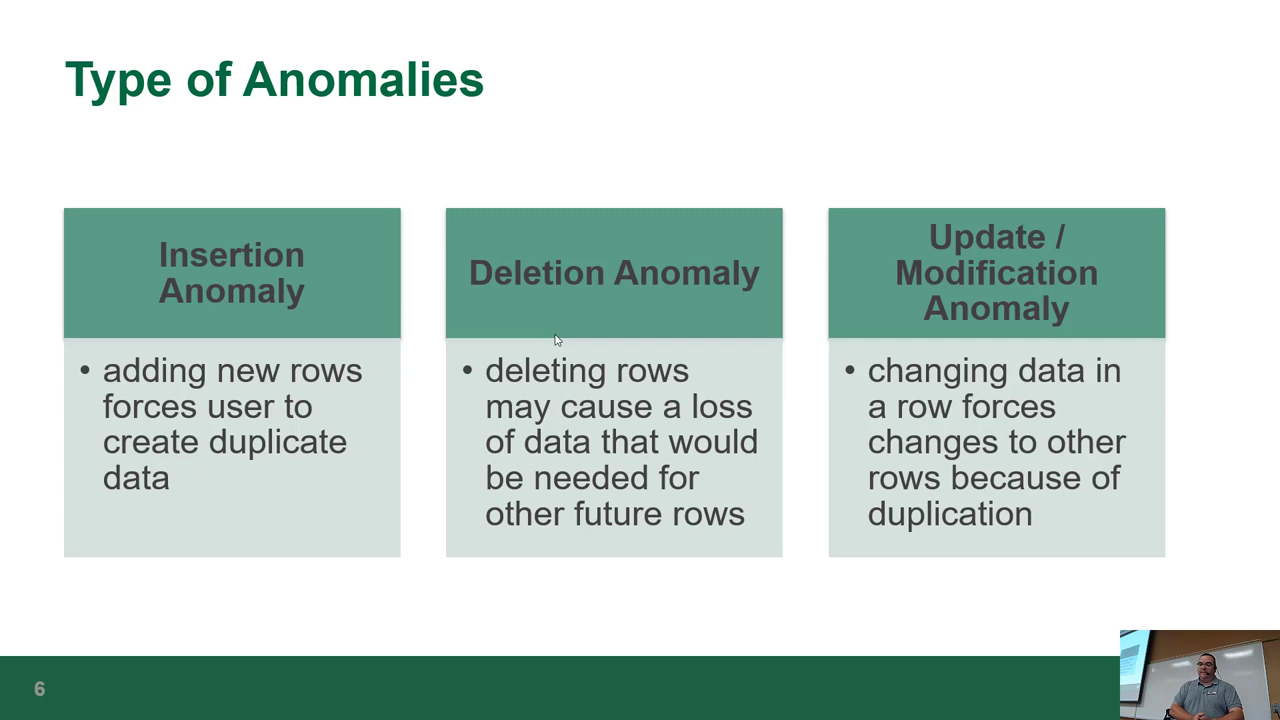 Type of Anomalies
Insertion
Anomaly
• adding new rows
forces user to
create duplicate
data
Deletion Anomaly
• deleting rows
may cause a loss
of data that would
be needed for
other future rows
Update /
Modification
Anomaly
• changing data in
a row forces
changes to other
rows because of
duplication
6